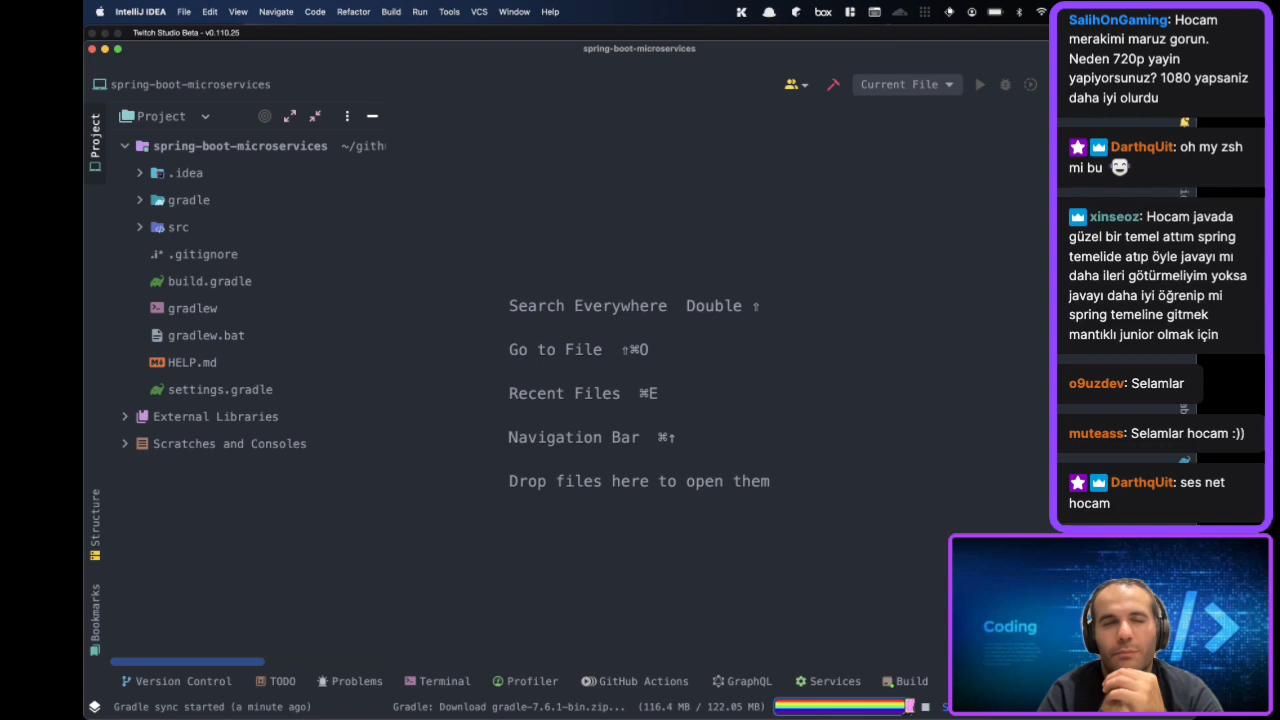 IntelliJ IDEA File Edit View Navigate Code Refactor Build Run Tools VCS Window Help
box
Twitch Studio Beta - v0.110.25
spring-boot-microservices
spring-boot-microservices
Current File
Project
Project
spring-boot-microservices ~/gith
.idea
gradle
src
.gitignore
build.gradle
gradlew
gradlew.bat
HELP.md
settings.gradle
External Libraries
Scratches and Consoles
Structure
Bookmarks
Search Everywhere Double ⇧
Go to File ⇧⌘O
Recent Files ⌘E
Navigation Bar ⌘↑
Drop files here to open them
Version Control TODO Problems Terminal Profiler GitHub Actions GraphQL Services Build
Gradle sync started (a minute ago) Gradle: Download gradle-7.6.1-bin.zip... (116.4 MB / 122.05 MB)
SalihOnGaming: Hocam
merakimi maruz gorun.
Neden 720p yayin
yapiyorsunuz? 1080 yapsaniz
daha iyi olurdu
DarthqUit: oh my zsh
mi bu
xinseoz: Hocam javada
güzel bir temel attım spring
temelide atıp öyle javayı mı
daha ileri götürmeliyim yoksa
javayı daha iyi öğrenip mi
spring temeline gitmek
mantıklı junior olmak için
o9uzdev: Selamlar
muteass: Selamlar hocam :))
DarthqUit: ses net
hocam
Coding